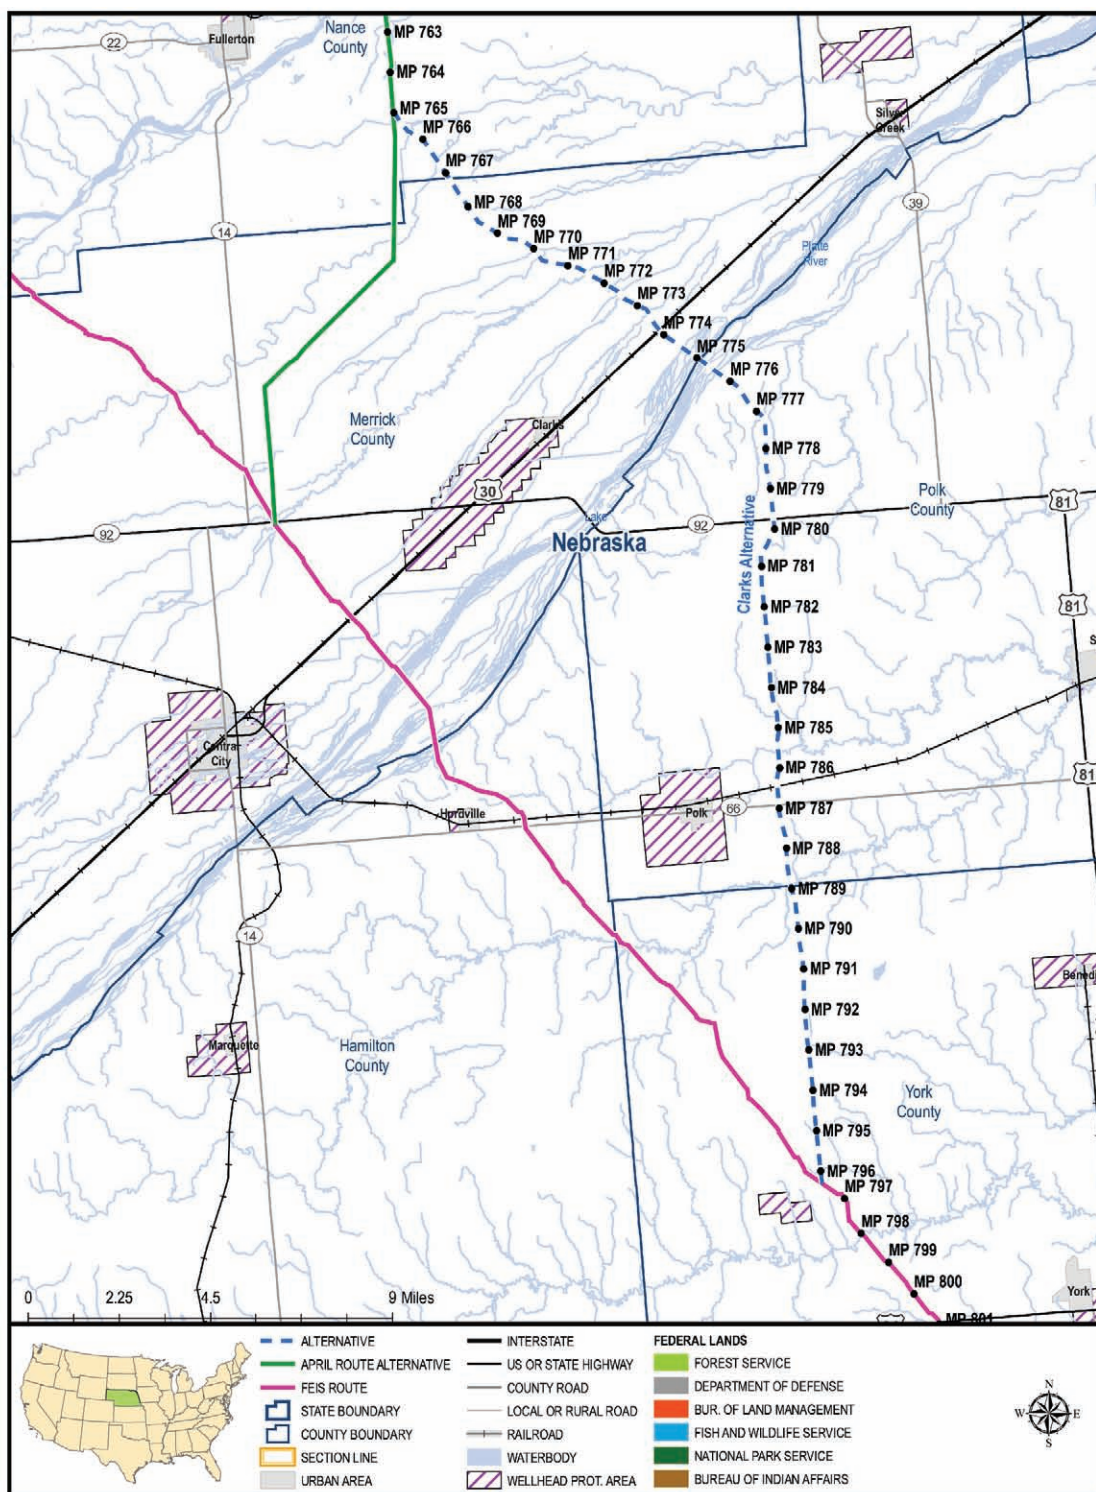 Nance
County
MP 763
22
Fullerton
MP 764
MP 765
MP 766
Silver
Creek
MP 767
MP 768
39
14
MP 769
MP 770
Platte
River
MP 771
MP 772
MP 773
MP 774
MP 775
MP 776
MP 777
Merrick
County
Clarks
MP 778
30
MP 779
Polk
County
81
92
Lake
92
MP 780
Nebraska
Clarks Alternative
MP 781
81
MP 782
MP 783
S
MP 784
MP 785
Central
City
MP 786
81
Hordville
Polk
66
MP 787
MP 788
MP 789
14
MP 790
MP 791
Bened
MP 792
Marquette
Hamilton
County
MP 793
MP 794
York
County
MP 795
MP 796
MP 797
MP 798
MP 799
MP 800
York
0 2.25 4.5 9 Miles
MP 801
ALTERNATIVE
APRIL ROUTE ALTERNATIVE
FEIS ROUTE
STATE BOUNDARY
COUNTY BOUNDARY
SECTION LINE
URBAN AREA
INTERSTATE
US OR STATE HIGHWAY
COUNTY ROAD
LOCAL OR RURAL ROAD
RAILROAD
WATERBODY
WELLHEAD PROT. AREA
FEDERAL LANDS
FOREST SERVICE
DEPARTMENT OF DEFENSE
BUR. OF LAND MANAGEMENT
FISH AND WILDLIFE SERVICE
NATIONAL PARK SERVICE
BUREAU OF INDIAN AFFAIRS
N
W E
S